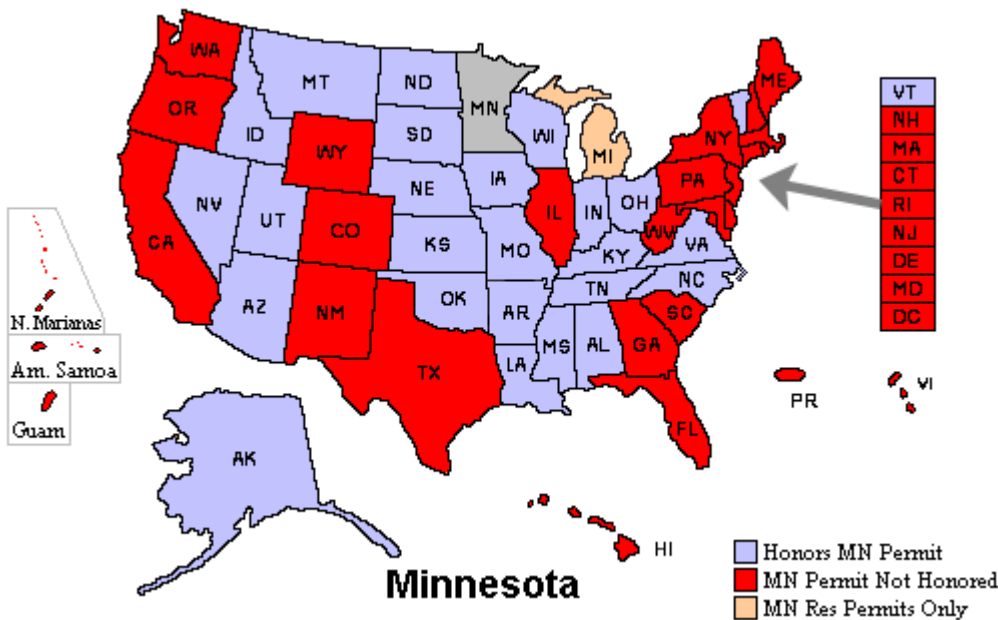 WA
MT
ND
MN
ME
VT
OR
ID
SD
WI
NY
NH
WY
MI
MA
IA
PA
CT
NE
NV
UT
IL
IN
OH
RI
CA
CO
WV
NJ
KS
MO
KY
VA
DE
NC
MD
AZ
NM
OK
TN
DC
AR
SC
N. Marianas
MS
AL
GA
LA
TX
Am. Samoa
PR
VI
Guam
FL
AK
HI
Honors MN Permit
MN Permit Not Honored
MN Res Permits Only
Minnesota